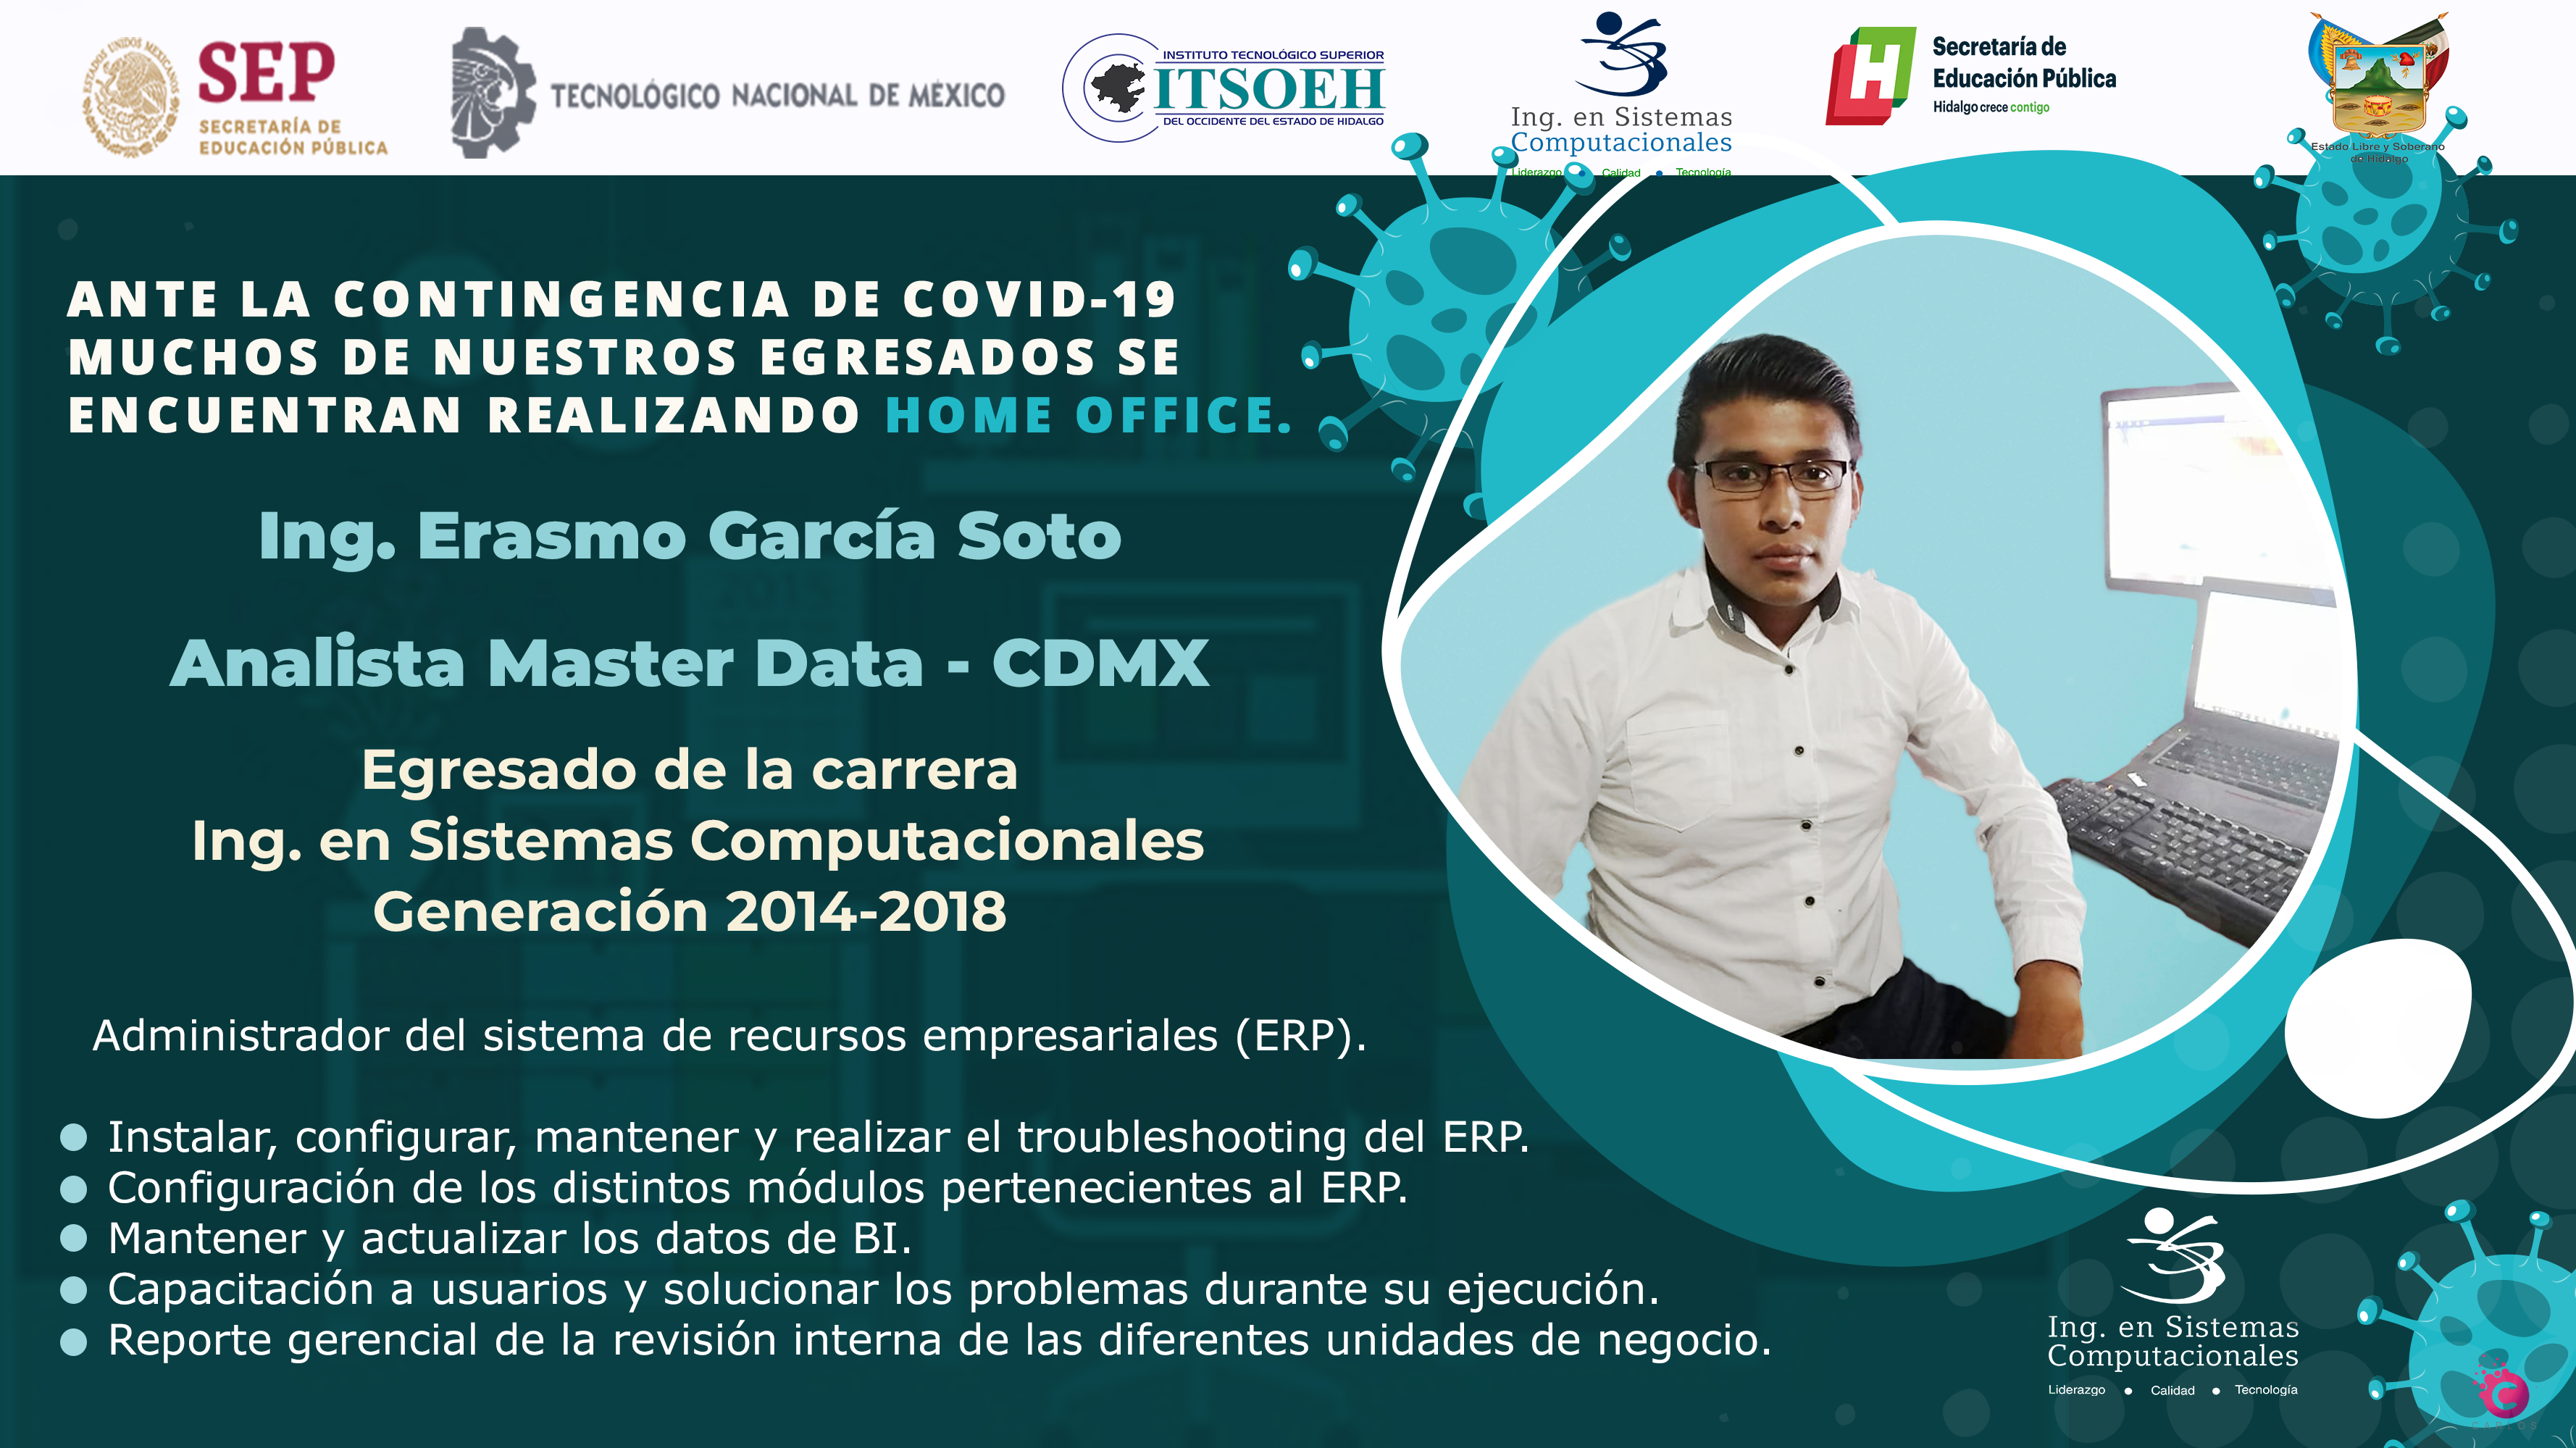 ESTADOS UNIDOS MEXICANOS
SEP
SECRETARÍA DE
EDUCACIÓN PÚBLICA
TECNOLÓGICO NACIONAL DE MÉXICO
INSTITUTO TECNOLÓGICO SUPERIOR
ITSOEH
DEL OCCIDENTE DEL ESTADO DE HIDALGO
Ing. en Sistemas
Computacionales
Liderazgo • Calidad • Tecnología
H
Secretaría de
Educación Pública
Hidalgo crece contigo
Estado Libre y Soberano
de Hidalgo
ANTE LA CONTINGENCIA DE COVID-19
MUCHOS DE NUESTROS EGRESADOS SE
ENCUENTRAN REALIZANDO HOME OFFICE.
Ing. Erasmo García Soto
Analista Master Data - CDMX
Egresado de la carrera
Ing. en Sistemas Computacionales
Generación 2014-2018
Administrador del sistema de recursos empresariales (ERP).
● Instalar, configurar, mantener y realizar el troubleshooting del ERP.
● Configuración de los distintos módulos pertenecientes al ERP.
● Mantener y actualizar los datos de BI.
● Capacitación a usuarios y solucionar los problemas durante su ejecución.
● Reporte gerencial de la revisión interna de las diferentes unidades de negocio.
2015
Ing. en Sistemas
Computacionales
Liderazgo • Calidad • Tecnología
C